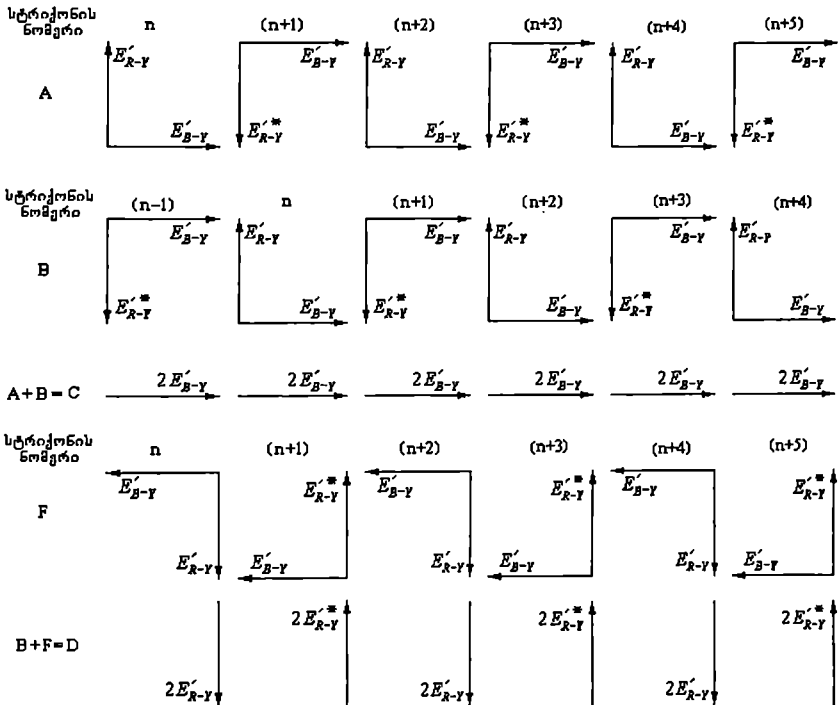 სტრიქონის ნომერი n (n+1) (n+2) (n+3) (n+4) (n+5)
A E′R−Y E′B−Y E′B−Y E′*R−Y E′R−Y E′B−Y E′B−Y E′*R−Y E′R−Y E′B−Y E′B−Y E′*R−Y
სტრიქონის ნომერი (n−1) n (n+1) (n+2) (n+3) (n+4)
B E′B−Y E′*R−Y E′R−Y E′B−Y E′B−Y E′*R−Y E′R−Y E′B−Y E′B−Y E′*R−Y E′R−P E′B−Y
A+B=C 2E′B−Y 2E′B−Y 2E′B−Y 2E′B−Y 2E′B−Y 2E′B−Y
სტრიქონის ნომერი n (n+1) (n+2) (n+3) (n+4) (n+5)
F E′B−Y E′R−Y E′*R−Y E′B−Y E′B−Y E′R−Y E′*R−Y E′B−Y E′B−Y E′R−Y E′*R−Y E′B−Y
B+F=D 2E′R−Y 2E′*R−Y 2E′R−Y 2E′*R−Y 2E′R−Y 2E′*R−Y